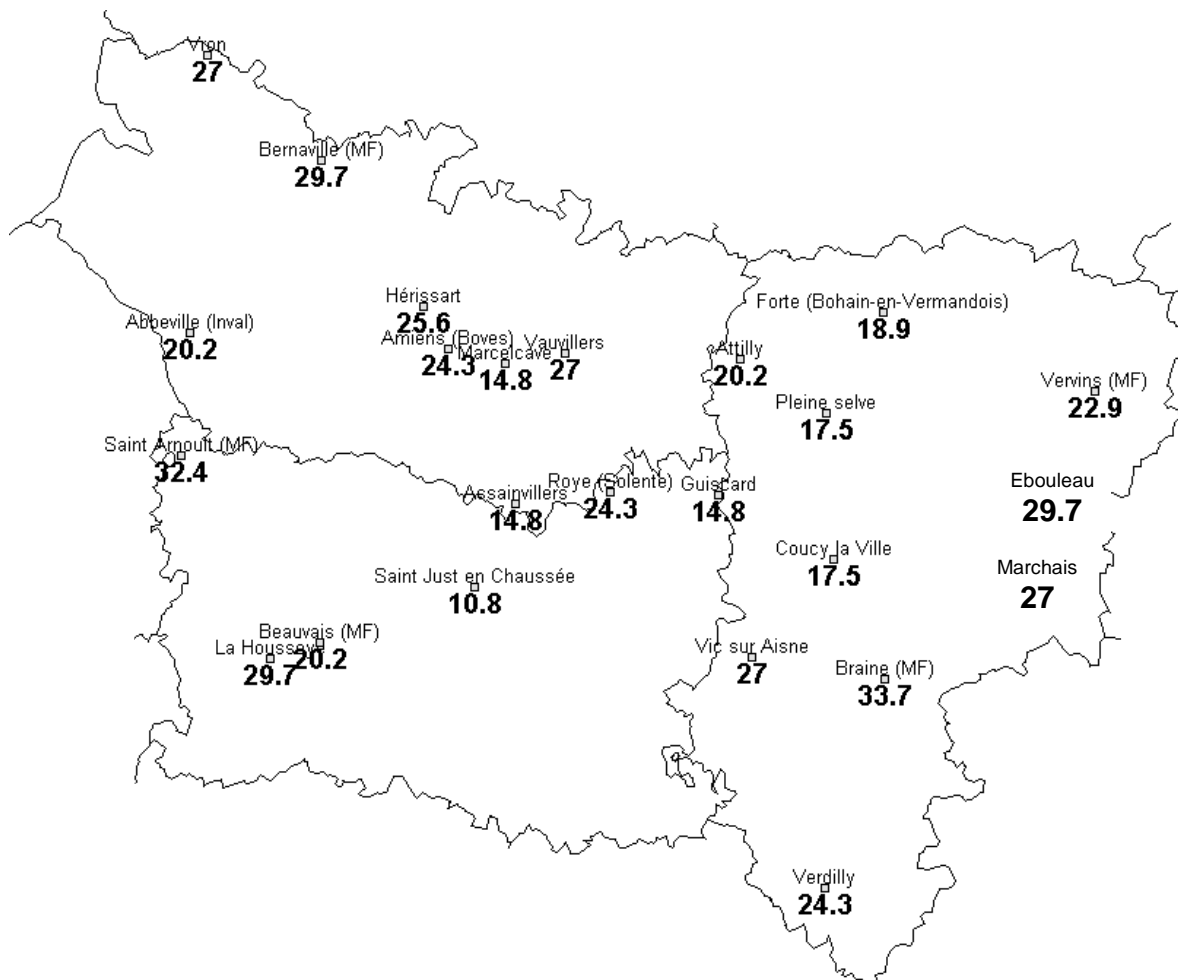 Vron
27
Bernaville (MF)
29.7
Hérissart
25.6
Abbeville (Inval)
20.2
Amiens (Boves)
24.3
Marcelcave
14.8
Vauvillers
27
Forte (Bohain-en-Vermandois)
18.9
Attilly
20.2
Vervins (MF)
22.9
Pleine selve
17.5
Saint Arnoult (MF)
32.4
Assainvillers
14.8
Roye (Solente)
24.3
Guiscard
14.8
Ebouleau
29.7
Coucy la Ville
17.5
Marchais
27
Saint Just en Chaussée
10.8
Beauvais (MF)
20.2
La Houssaye
29.7
Vic sur Aisne
27
Braine (MF)
33.7
Verdilly
24.3